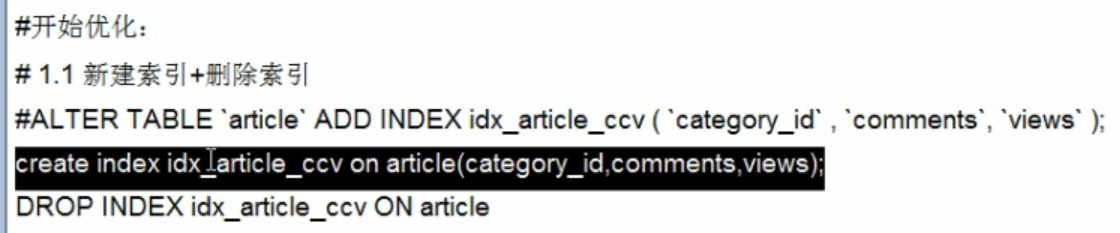 #开始优化：
# 1.1 新建索引+删除索引
#ALTER TABLE `article` ADD INDEX idx_article_ccv ( `category_id` , `comments`, `views` );
create index idx_article_ccv on article(category_id,comments,views);
DROP INDEX idx_article_ccv ON article